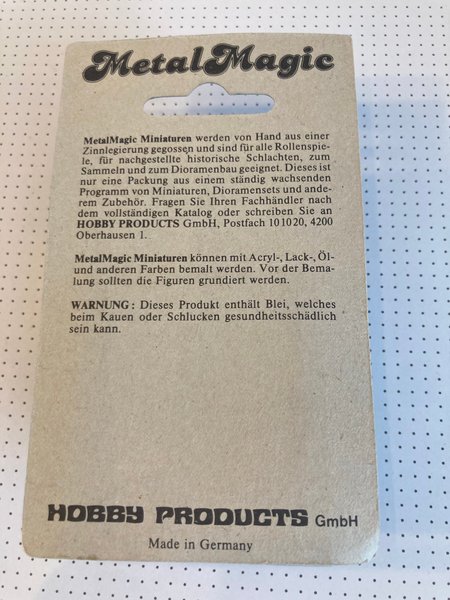 MetalMagic
MetalMagic Miniaturen werden von Hand aus einer
Zinnlegierung gegossen und sind für alle Rollenspie-
le, für nachgestellte historische Schlachten, zum
Sammeln und zum Dioramenbau geeignet. Dieses ist
nur eine Packung aus einem ständig wachsenden
Programm von Miniaturen, Dioramensets und ande-
rem Zubehör. Fragen Sie Ihren Fachhändler nach
dem vollständigen Katalog oder schreiben Sie an
HOBBY PRODUCTS GmbH, Postfach 101020, 4200
Oberhausen 1.
MetalMagic Miniaturen können mit Acryl-, Lack-, Öl-
und anderen Farben bemalt werden. Vor der Bema-
lung sollten die Figuren grundiert werden.
WARNUNG: Dieses Produkt enthält Blei, welches
beim Kauen oder Schlucken gesundheitsschädlich
sein kann.
HOBBY PRODUCTS GmbH
Made in Germany